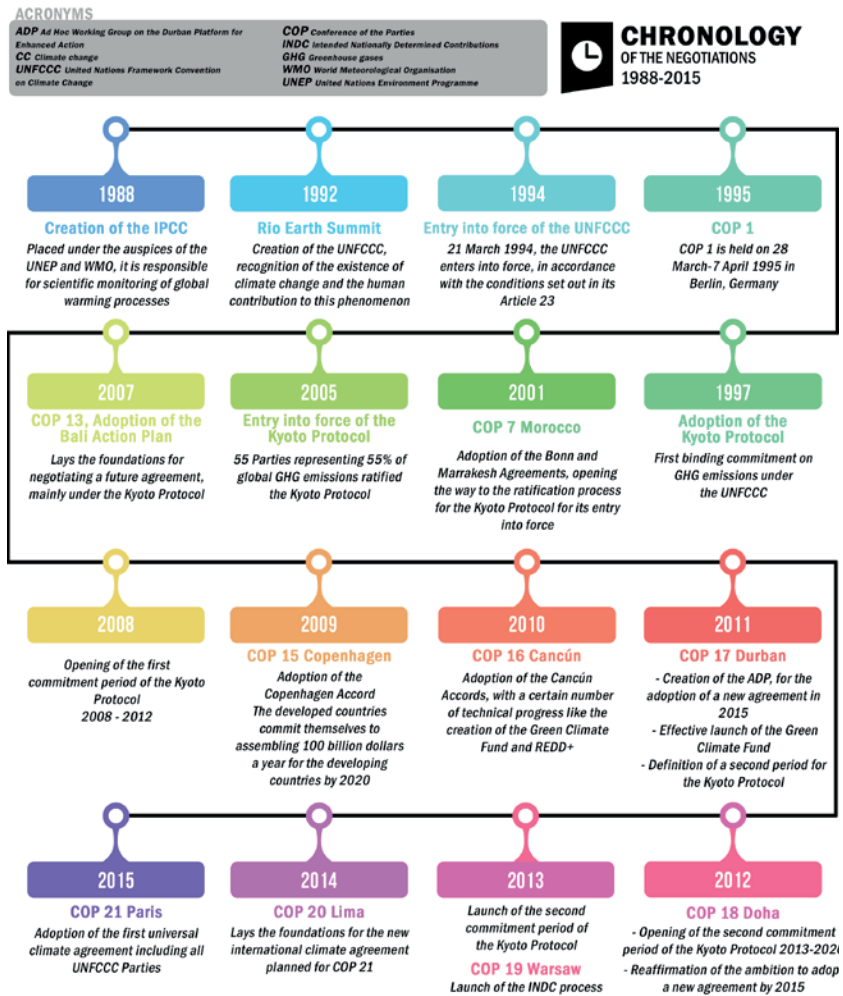 ACRONYMS
ADP Ad Hoc Working Group on the Durban Platform for
Enhanced Action
CC Climate change
UNFCCC United Nations Framework Convention
on Climate Change
COP Conference of the Parties
INDC Intended Nationally Determined Contributions
GHG Greenhouse gases
WMO World Meteorological Organisation
UNEP United Nations Environment Programme
CHRONOLOGY
OF THE NEGOTIATIONS
1988-2015
1988
Creation of the IPCC
Placed under the auspices of the
UNEP and WMO, it is responsible
for scientific monitoring of global
warming processes
1992
Rio Earth Summit
Creation of the UNFCCC,
recognition of the existence of
climate change and the human
contribution to this phenomenon
1994
Entry into force of the UNFCCC
21 March 1994, the UNFCCC
enters into force, in accordance
with the conditions set out in its
Article 23
1995
COP 1
COP 1 is held on 28
March-7 April 1995 in
Berlin, Germany
2007
COP 13, Adoption of the
Bali Action Plan
Lays the foundations for
negotiating a future agreement,
mainly under the Kyoto Protocol
2005
Entry into force of the
Kyoto Protocol
55 Parties representing 55% of
global GHG emissions ratified
the Kyoto Protocol
2001
COP 7 Morocco
Adoption of the Bonn and
Marrakesh Agreements, opening
the way to the ratification process
for the Kyoto Protocol for its entry
into force
1997
Adoption of the
Kyoto Protocol
First binding commitment on
GHG emissions under
the UNFCCC
2008
Opening of the first
commitment period of the Kyoto
Protocol
2008 - 2012
2009
COP 15 Copenhagen
Adoption of the
Copenhagen Accord
The developed countries
commit themselves to
assembling 100 billion dollars
a year for the developing
countries by 2020
2010
COP 16 Cancún
Adoption of the Cancún
Accords, with a certain number
of technical progress like the
creation of the Green Climate
Fund and REDD+
2011
COP 17 Durban
- Creation of the ADP, for the
adoption of a new agreement in
2015
- Effective launch of the Green
Climate Fund
- Definition of a second period for
the Kyoto Protocol
2015
COP 21 Paris
Adoption of the first universal
climate agreement including all
UNFCCC Parties
2014
COP 20 Lima
Lays the foundations for the new
international climate agreement
planned for COP 21
2013
Launch of the second
commitment period of
the Kyoto Protocol
COP 19 Warsaw
Launch of the INDC process
2012
COP 18 Doha
- Opening of the second commitment
period of the Kyoto Protocol 2013-202
- Reaffirmation of the ambition to adop
a new agreement by 2015